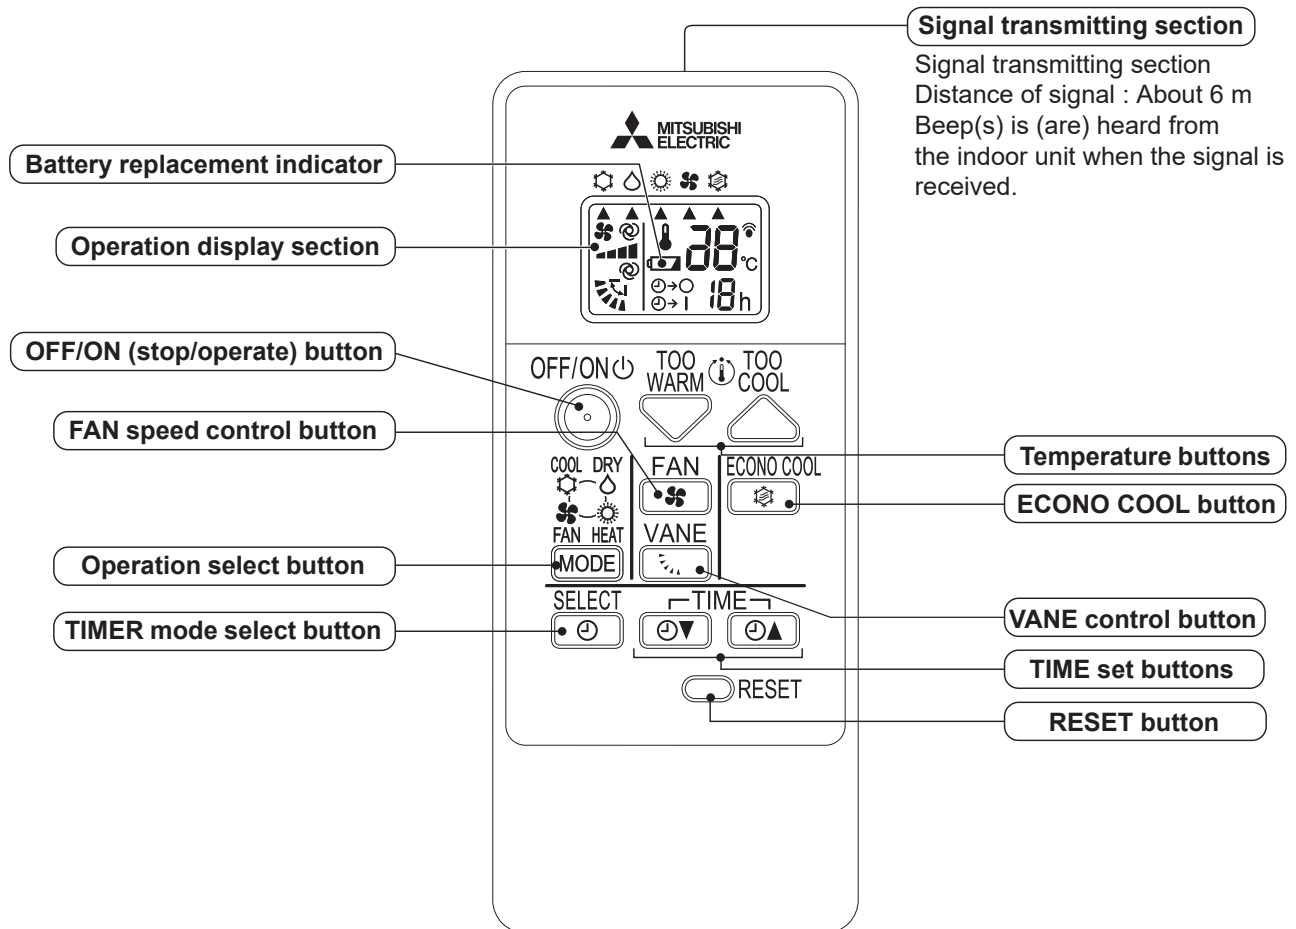 Signal transmitting section
Signal transmitting section
Distance of signal : About 6 m
Beep(s) is (are) heard from
the indoor unit when the signal is
received.
MITSUBISHI
ELECTRIC
Battery replacement indicator
Operation display section
38°C
18h
OFF/ON (stop/operate) button
OFF/ON
TOO
WARM
TOO
COOL
FAN speed control button
Temperature buttons
COOL DRY
FAN
ECONO COOL
ECONO COOL button
FAN HEAT
VANE
Operation select button
MODE
SELECT
TIME
VANE control button
TIMER mode select button
TIME set buttons
RESET
RESET button